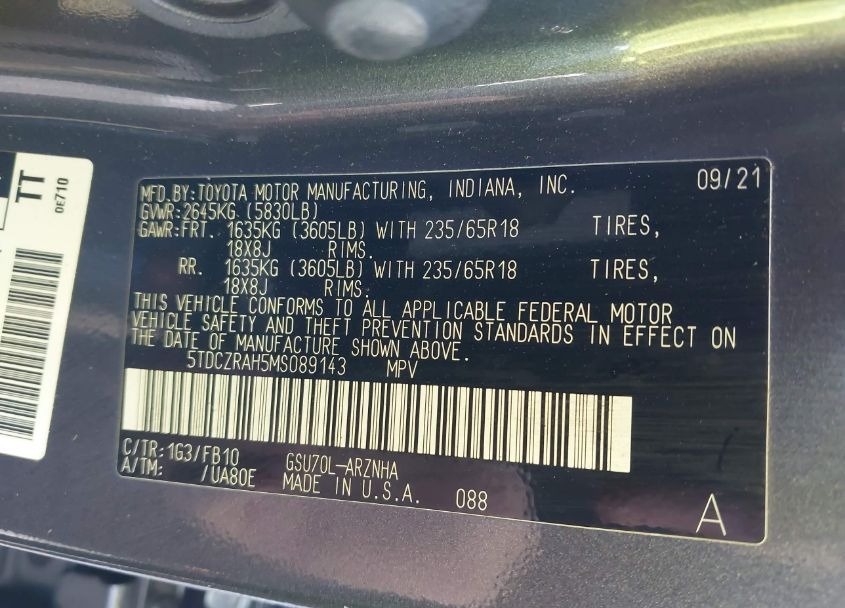 TT
0E710
MFD.BY:TOYOTA MOTOR MANUFACTURING, INDIANA, INC. 09/21
GVWR:2645KG (5830LB)
GAWR:FRT. 1635KG (3605LB) WITH 235/65R18 TIRES,
18X8J RIMS.
RR. 1635KG (3605LB) WITH 235/65R18 TIRES,
18X8J RIMS.
THIS VEHICLE CONFORMS TO ALL APPLICABLE FEDERAL MOTOR
VEHICLE SAFETY AND THEFT PREVENTION STANDARDS IN EFFECT ON
THE DATE OF MANUFACTURE SHOWN ABOVE.
5TDCZRAH5MS089143 MPV
C/TR:1G3/FB10 GSU70L-ARZNHA
A/TM: /UA80E MADE IN U.S.A. 088
A